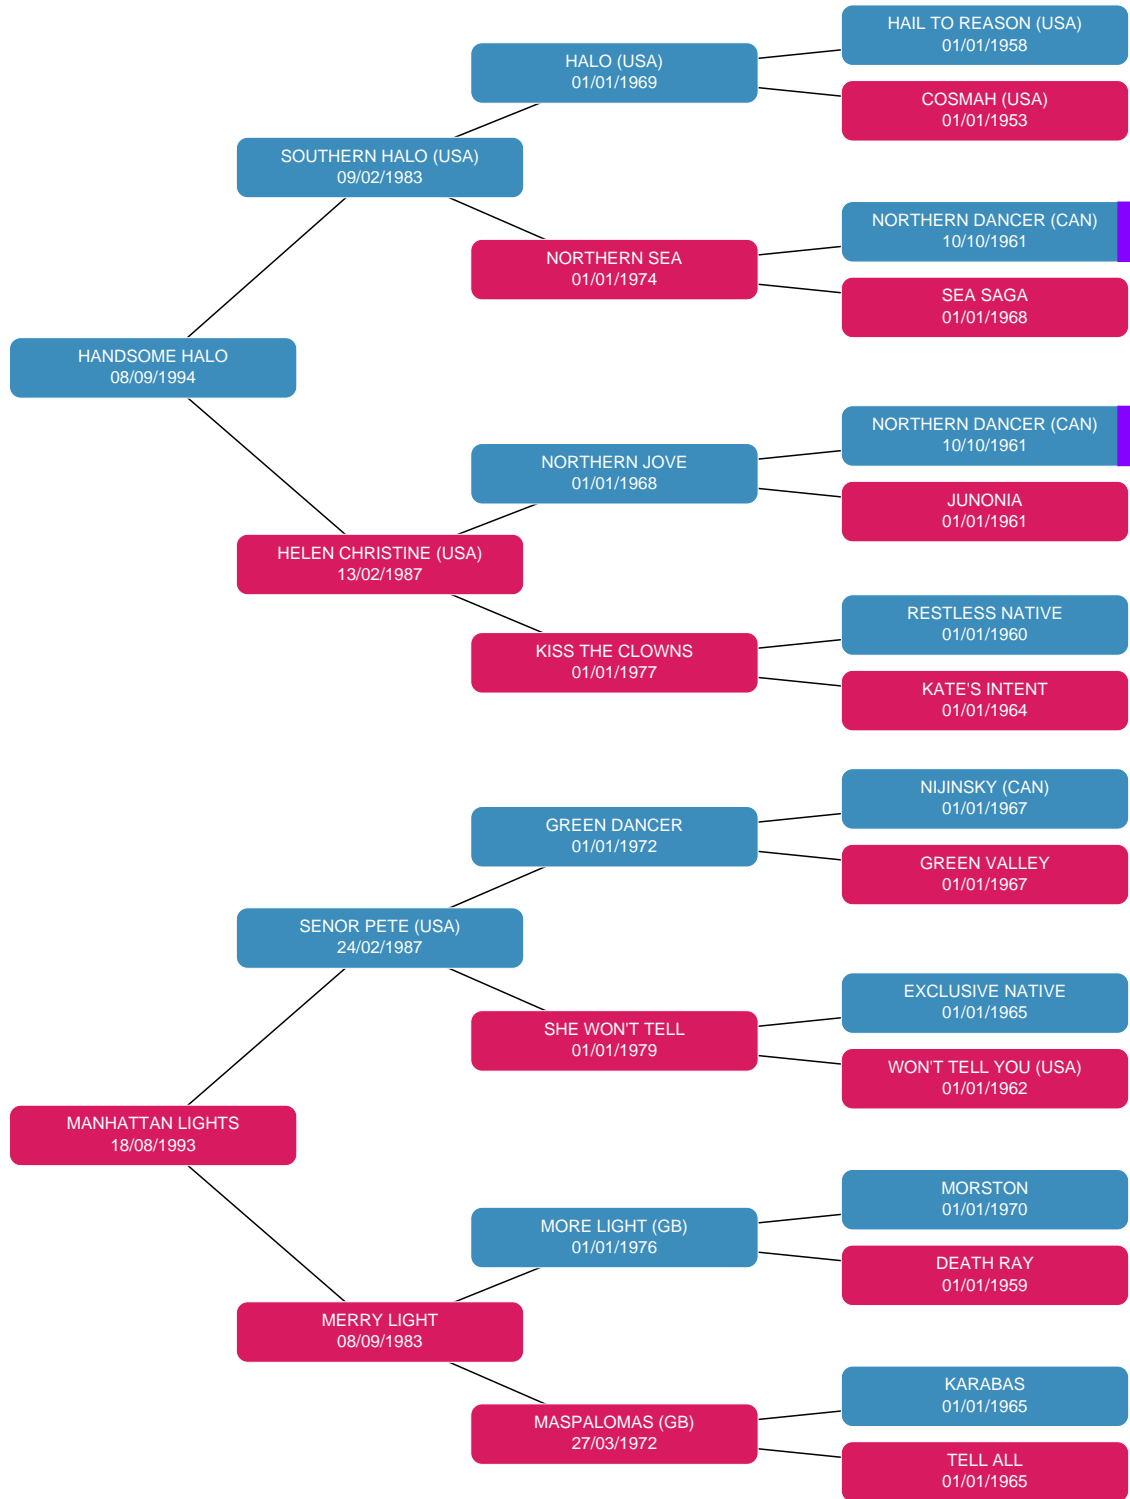 HAIL TO REASON (USA)
01/01/1958
HALO (USA)
01/01/1969
COSMAH (USA)
01/01/1953
SOUTHERN HALO (USA)
09/02/1983
NORTHERN DANCER (CAN)
10/10/1961
NORTHERN SEA
01/01/1974
SEA SAGA
01/01/1968
HANDSOME HALO
08/09/1994
NORTHERN DANCER (CAN)
10/10/1961
NORTHERN JOVE
01/01/1968
JUNONIA
01/01/1961
HELEN CHRISTINE (USA)
13/02/1987
RESTLESS NATIVE
01/01/1960
KISS THE CLOWNS
01/01/1977
KATE'S INTENT
01/01/1964
NIJINSKY (CAN)
01/01/1967
GREEN DANCER
01/01/1972
GREEN VALLEY
01/01/1967
SENOR PETE (USA)
24/02/1987
EXCLUSIVE NATIVE
01/01/1965
SHE WON'T TELL
01/01/1979
WON'T TELL YOU (USA)
01/01/1962
MANHATTAN LIGHTS
18/08/1993
MORSTON
01/01/1970
MORE LIGHT (GB)
01/01/1976
DEATH RAY
01/01/1959
MERRY LIGHT
08/09/1983
KARABAS
01/01/1965
MASPALOMAS (GB)
27/03/1972
TELL ALL
01/01/1965